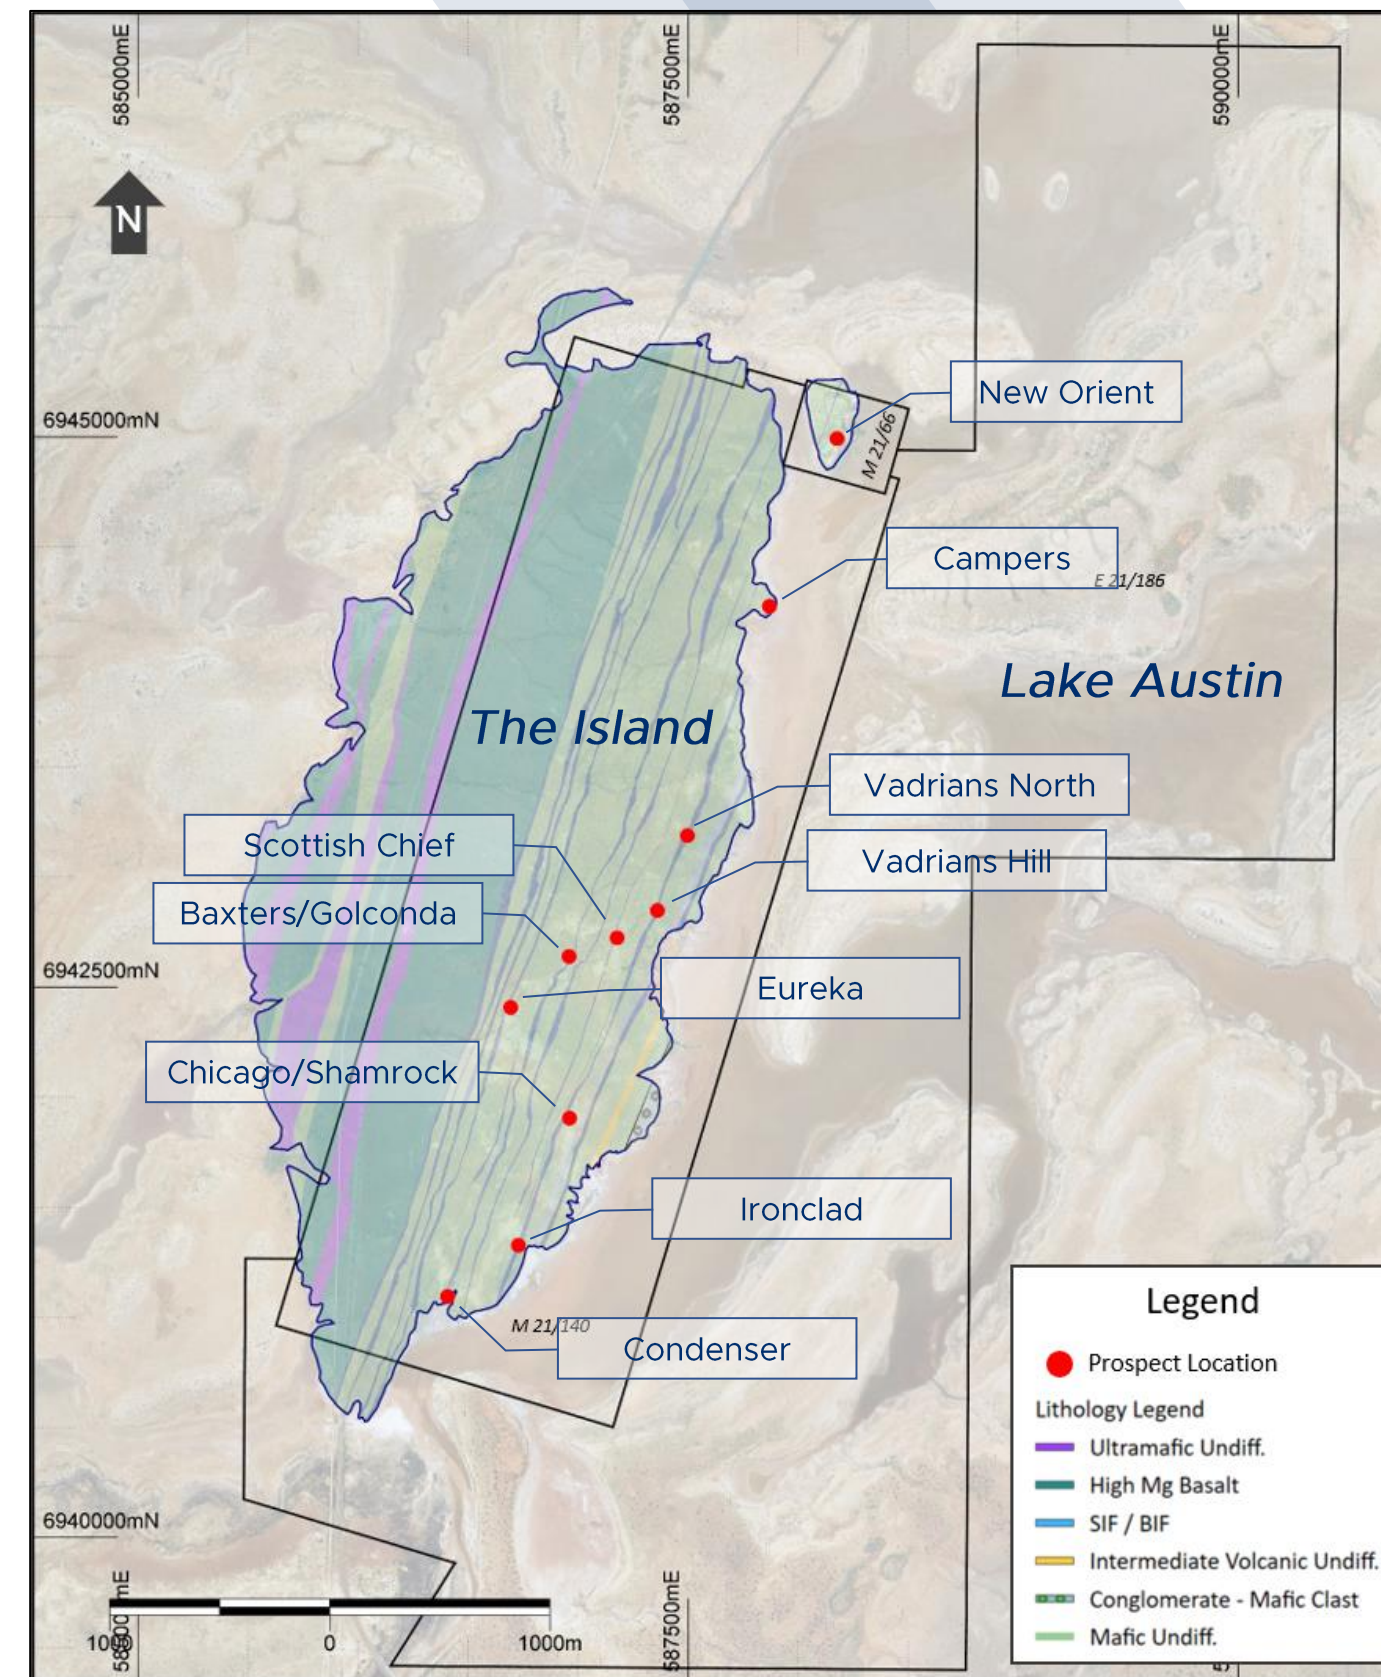 585000mE
587500mE
590000mE
N
New Orient
6945000mN
M 21/66
Campers
E 21/186
Lake Austin
The Island
Vadrians North
Scottish Chief
Vadrians Hill
Baxters/Golconda
6942500mN
Eureka
Chicago/Shamrock
Ironclad
M 21/140
Condenser
6940000mN
587500mE
1000
0
1000m
Legend
Prospect Location
Lithology Legend
Ultramafic Undiff.
High Mg Basalt
SIF / BIF
Intermediate Volcanic Undiff.
Conglomerate - Mafic Clast
Mafic Undiff.